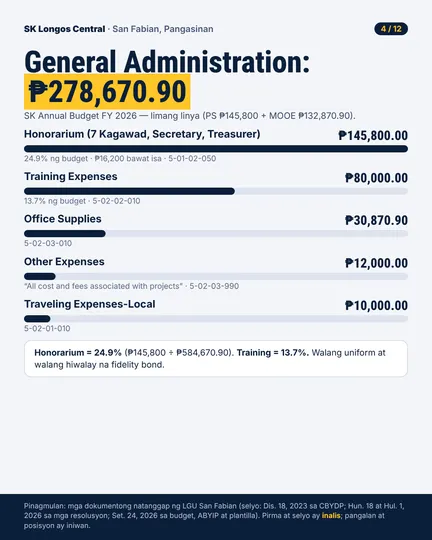 SK Longos Central · San Fabian, Pangasinan
4 / 12
General Administration:
₱278,670.90
SK Annual Budget FY 2026 — limang linya (PS ₱145,800 + MOOE ₱132,870.90).
Honorarium (7 Kagawad, Secretary, Treasurer) ₱145,800.00
24.9% ng budget · ₱16,200 bawat isa · 5-01-02-050
Training Expenses ₱80,000.00
13.7% ng budget · 5-02-02-010
Office Supplies ₱30,870.90
5-02-03-010
Other Expenses ₱12,000.00
"All cost and fees associated with projects" · 5-02-03-990
Traveling Expenses-Local ₱10,000.00
5-02-01-010
Honorarium = 24.9% (₱145,800 ÷ ₱584,670.90). Training = 13.7%. Walang uniform at
walang hiwalay na fidelity bond.
Pinagmulan: mga dokumentong natanggap ng LGU San Fabian (selyo: Dis. 18, 2023 sa CBYDP; Hun. 18 at Hul. 1,
2026 sa mga resolusyon; Set. 24, 2026 sa budget, ABYIP at plantilla). Pirma at selyo ay inalis; pangalan at
posisyon ay iniwan.